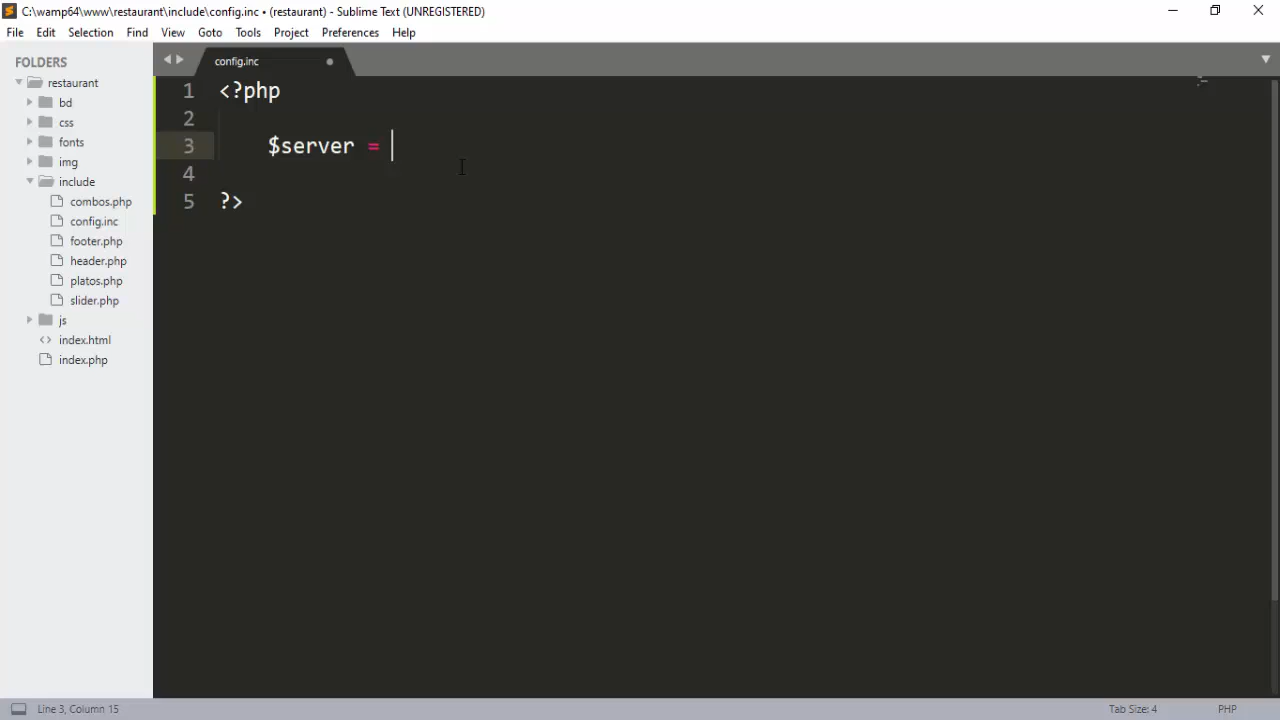 C:\wamp64\www\restaurant\include\config.inc • (restaurant) - Sublime Text (UNREGISTERED)
File Edit Selection Find View Goto Tools Project Preferences Help
FOLDERS
restaurant
bd
css
fonts
img
include
combos.php
config.inc
footer.php
header.php
platos.php
slider.php
js
index.html
index.php
config.inc
1 <?php
2
3 $server =
4
5 ?>
Line 3, Column 15
Tab Size: 4
PHP